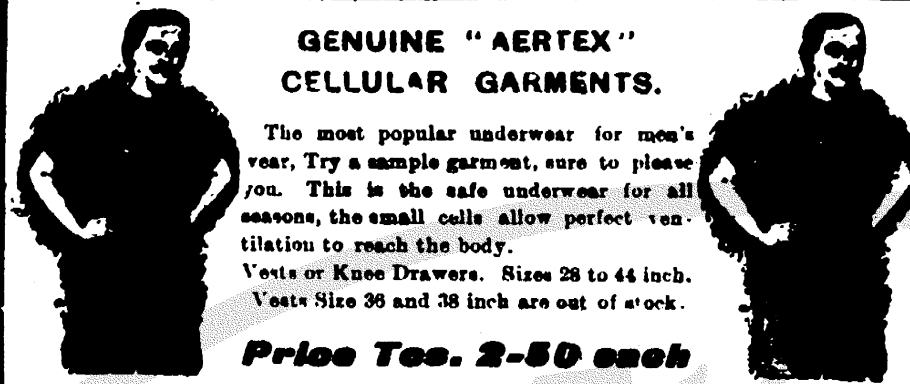 GENUINE "AERTEX"
CELLULAR GARMENTS.
The most popular underwear for men's
wear, Try a sample garment, sure to please
you. This is the safe underwear for all
seasons, the small cells allow perfect ven-
tilation to reach the body.
Vests or Knee Drawers. Sizes 28 to 44 inch.
Vests Size 36 and 38 inch are out of stock.
Price Tcs. 2-50 each